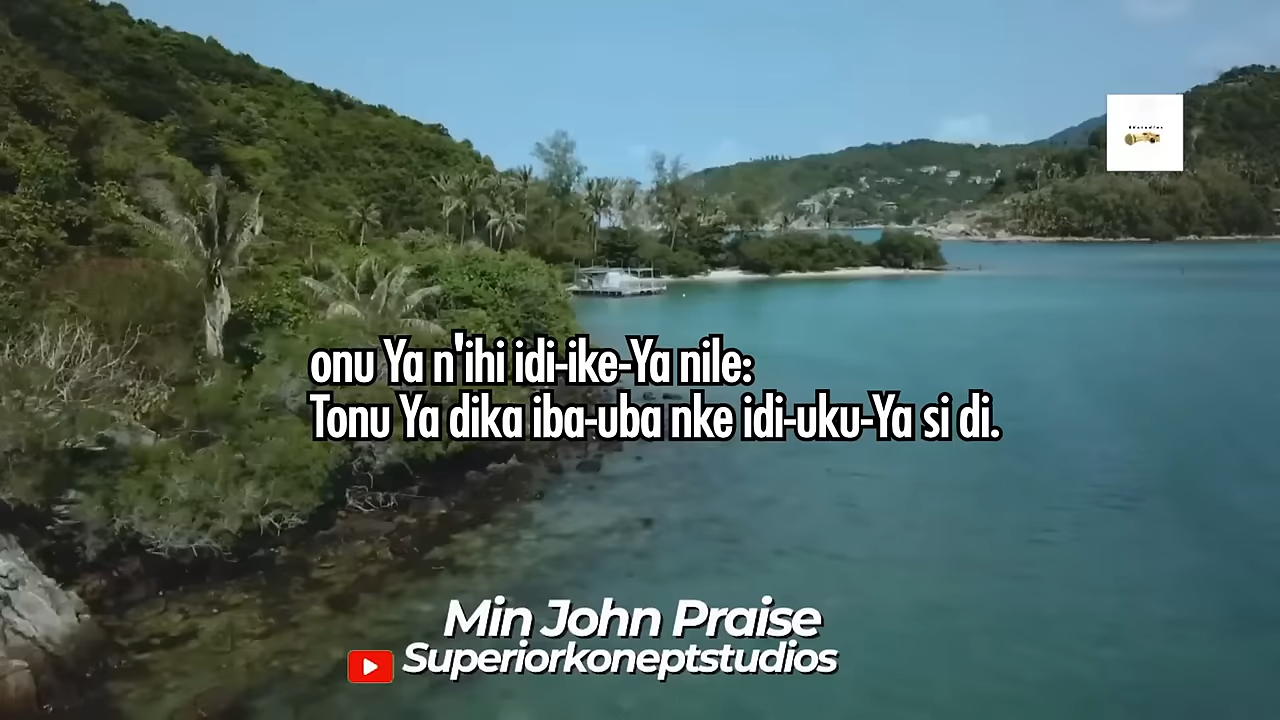 onu Ya n'ihi idi-ike-Ya nile:
Tonu Ya dika iba-uba nke idi-uku-Ya si di.
Min John Praise
Superiorkoneptstudios